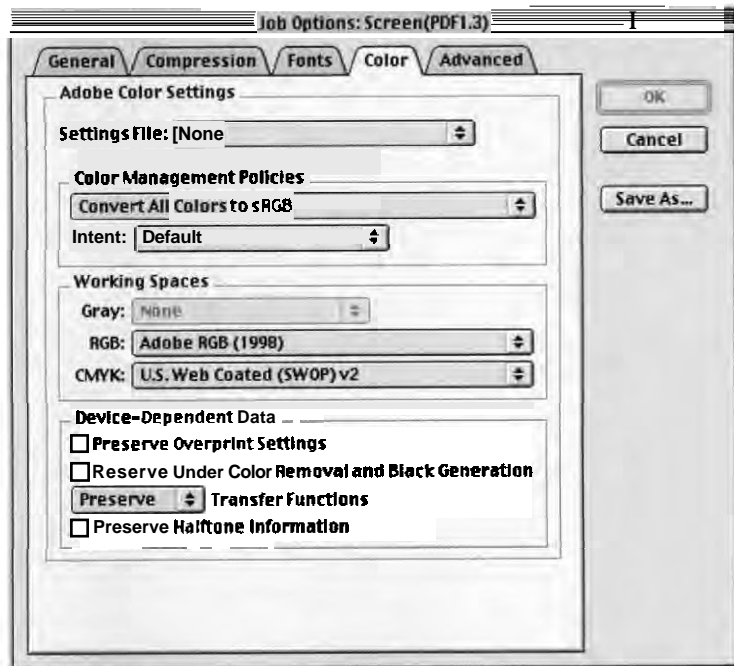 Job Options: Screen(PDF1.3)
General Compression Fonts Color Advanced
Adobe Color Settings
OK
Settings File: [None
Cancel
Color Management Policies
Convert All Colors to sRGB
Save As...
Intent: Default
Working Spaces
Gray: None
RGB: Adobe RGB (1998)
CMYK: U.S. Web Coated (SWOP) v2
Device-Dependent Data
Preserve Overprint Settings
Reserve Under Color Removal and Black Generation
Preserve Transfer Functions
Preserve Halftone Information